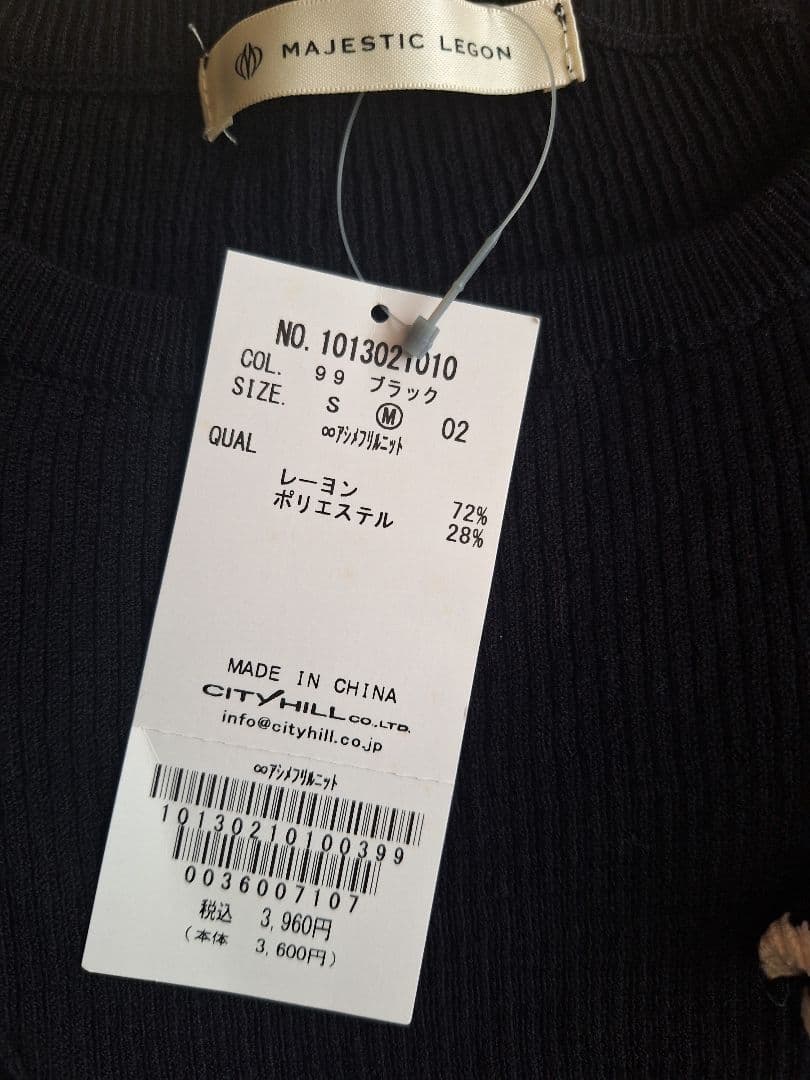 MAJESTIC LEGON
NO. 1013021010
COL. 99 ブラック
SIZE. S Ⓜ 02
∞アシメフリルニット
QUAL
レーヨン 72%
ポリエステル 28%
MADE IN CHINA
CITY HILL CO.,LTD.
info@cityhill.co.jp
∞アシメフリルニット
10130210100399
0036007107
税込 3,960円
(本体 3,600円)